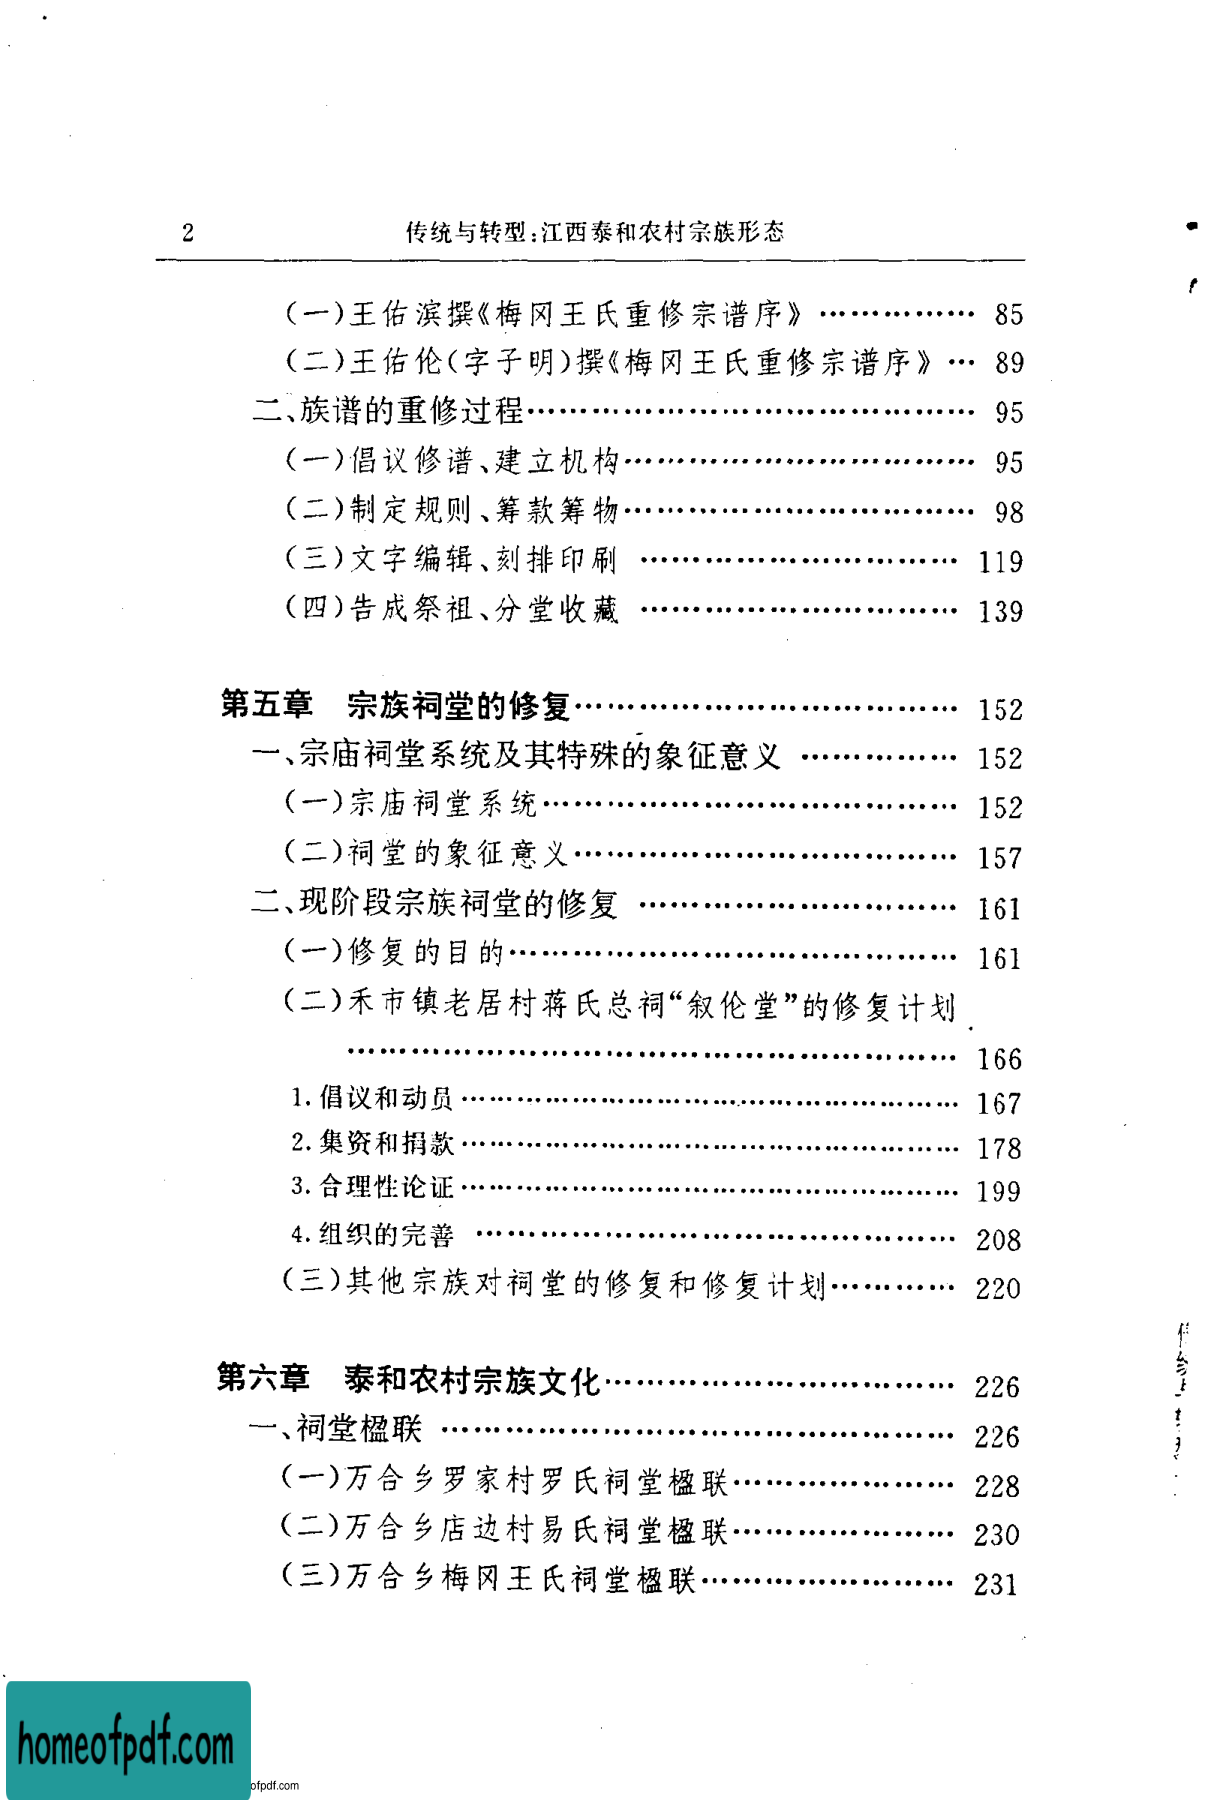 2 传统与转型:江西泰和农村宗族形态
(一)王佑滨撰《梅冈王氏重修宗谱序》 …………… 85
(二)王佑伦(字子明)撰《梅冈王氏重修宗谱序》 … 89
二、族谱的重修过程…………………………………… 95
(一)倡议修谱、建立机构…………………………… 95
(二)制定规则、筹款筹物…………………………… 98
(三)文字编辑、刻排印刷 ………………………… 119
(四)告成祭祖、分堂收藏 ………………………… 139
第五章 宗族祠堂的修复……………………………… 152
一、宗庙祠堂系统及其特殊的象征意义 …………… 152
(一)宗庙祠堂系统………………………………… 152
(二)祠堂的象征意义……………………………… 157
二、现阶段宗族祠堂的修复 ………………………… 161
(一)修复的目的…………………………………… 161
(二)禾市镇老居村蒋氏总祠“叙伦堂”的修复计划
………………………………………………… 166
1.倡议和动员……………………………………………… 167
2.集资和捐款……………………………………………… 178
3.合理性论证……………………………………………… 199
4.组织的完善 …………………………………………… 208
(三)其他宗族对祠堂的修复和修复计划………… 220
第六章 泰和农村宗族文化…………………………… 226
一、祠堂楹联 ………………………………………… 226
(一)万合乡罗家村罗氏祠堂楹联………………… 228
(二)万合乡店边村易氏祠堂楹联………………… 230
(三)万合乡梅冈王氏祠堂楹联…………………… 231
homeofpdf.com
ofpdf.com